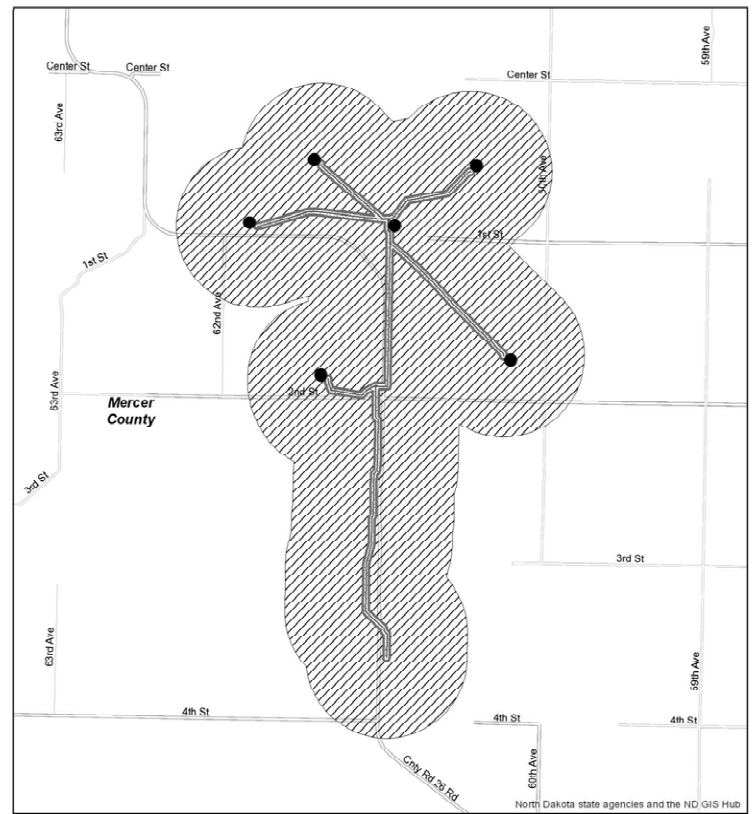 59th Ave
Center St
Center St
Center St
63rd Ave
60th Ave
1st St
1st St
62nd Ave
63rd Ave
2nd St
Mercer
County
3rd St
3rd St
63rd Ave
59th Ave
4th St
4th St
4th St
60th Ave
Cnty Rd 26 Rd
North Dakota state agencies and the ND GIS Hub